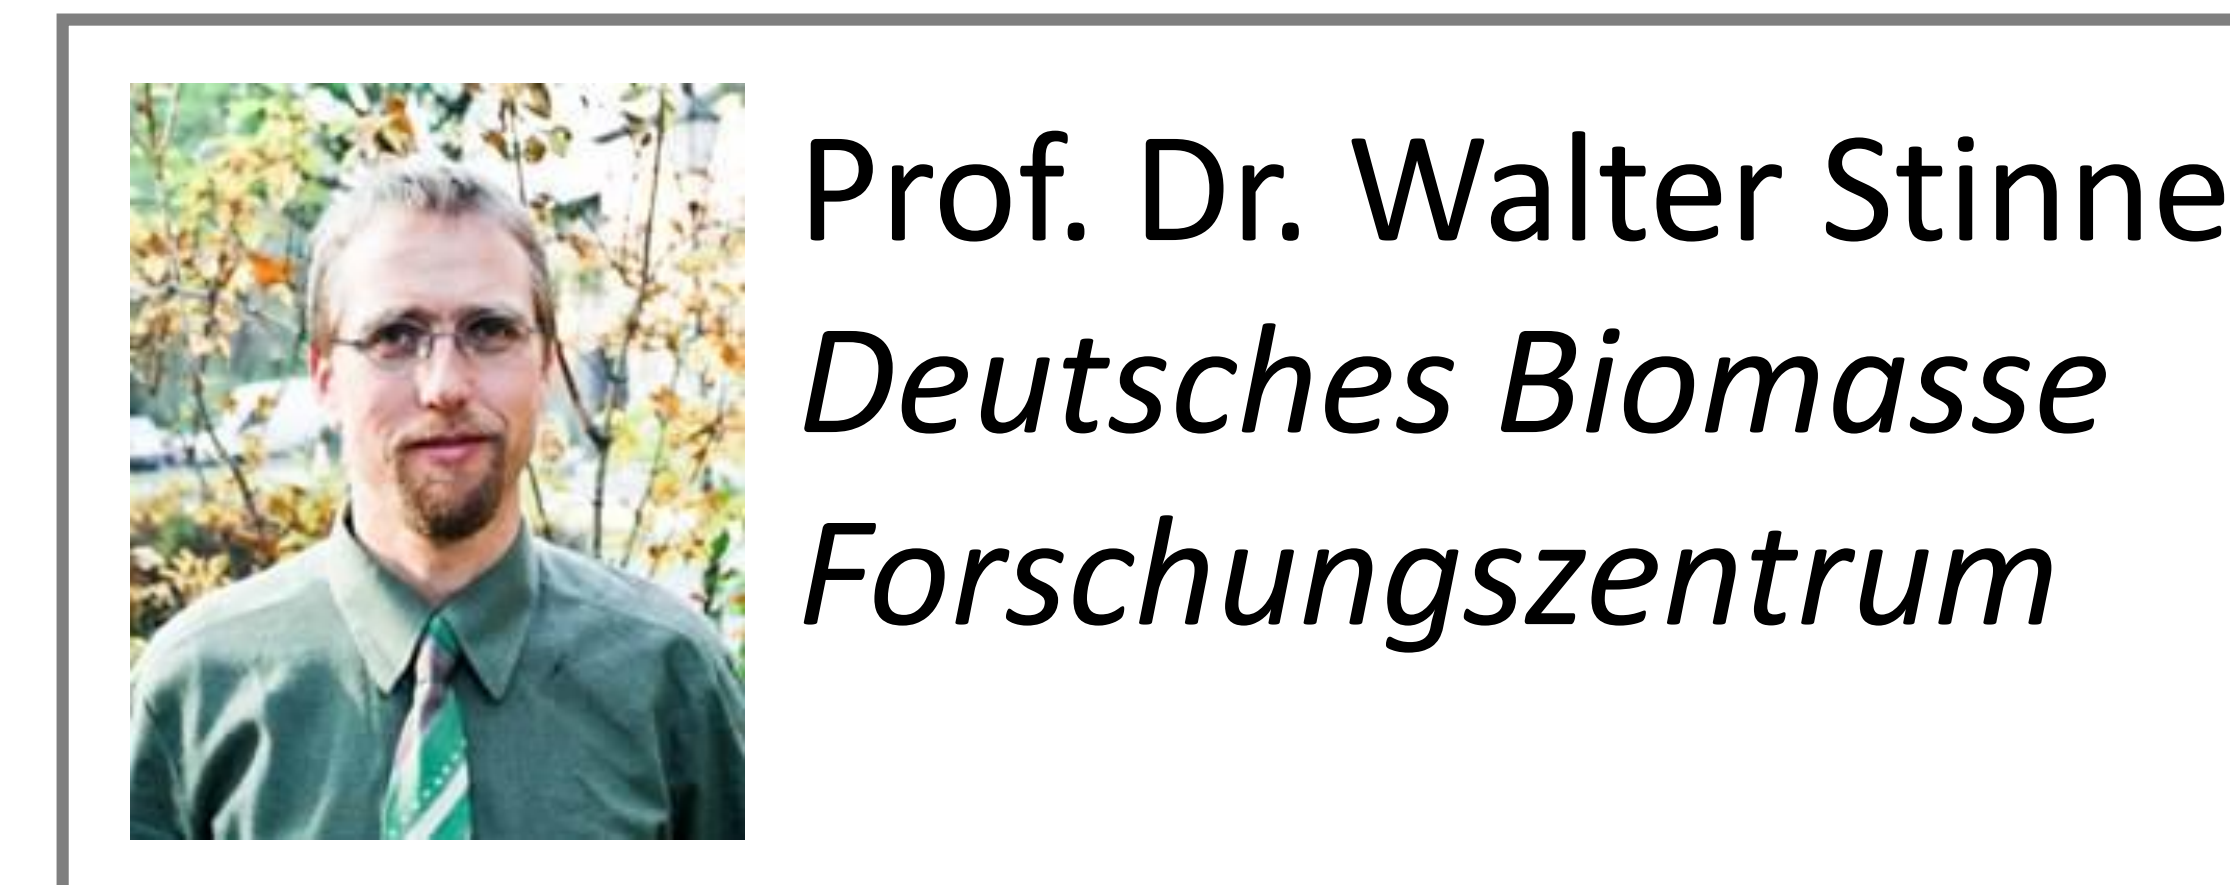 Prof. Dr. Walter Stinne
Deutsches Biomasse
Forschungszentrum